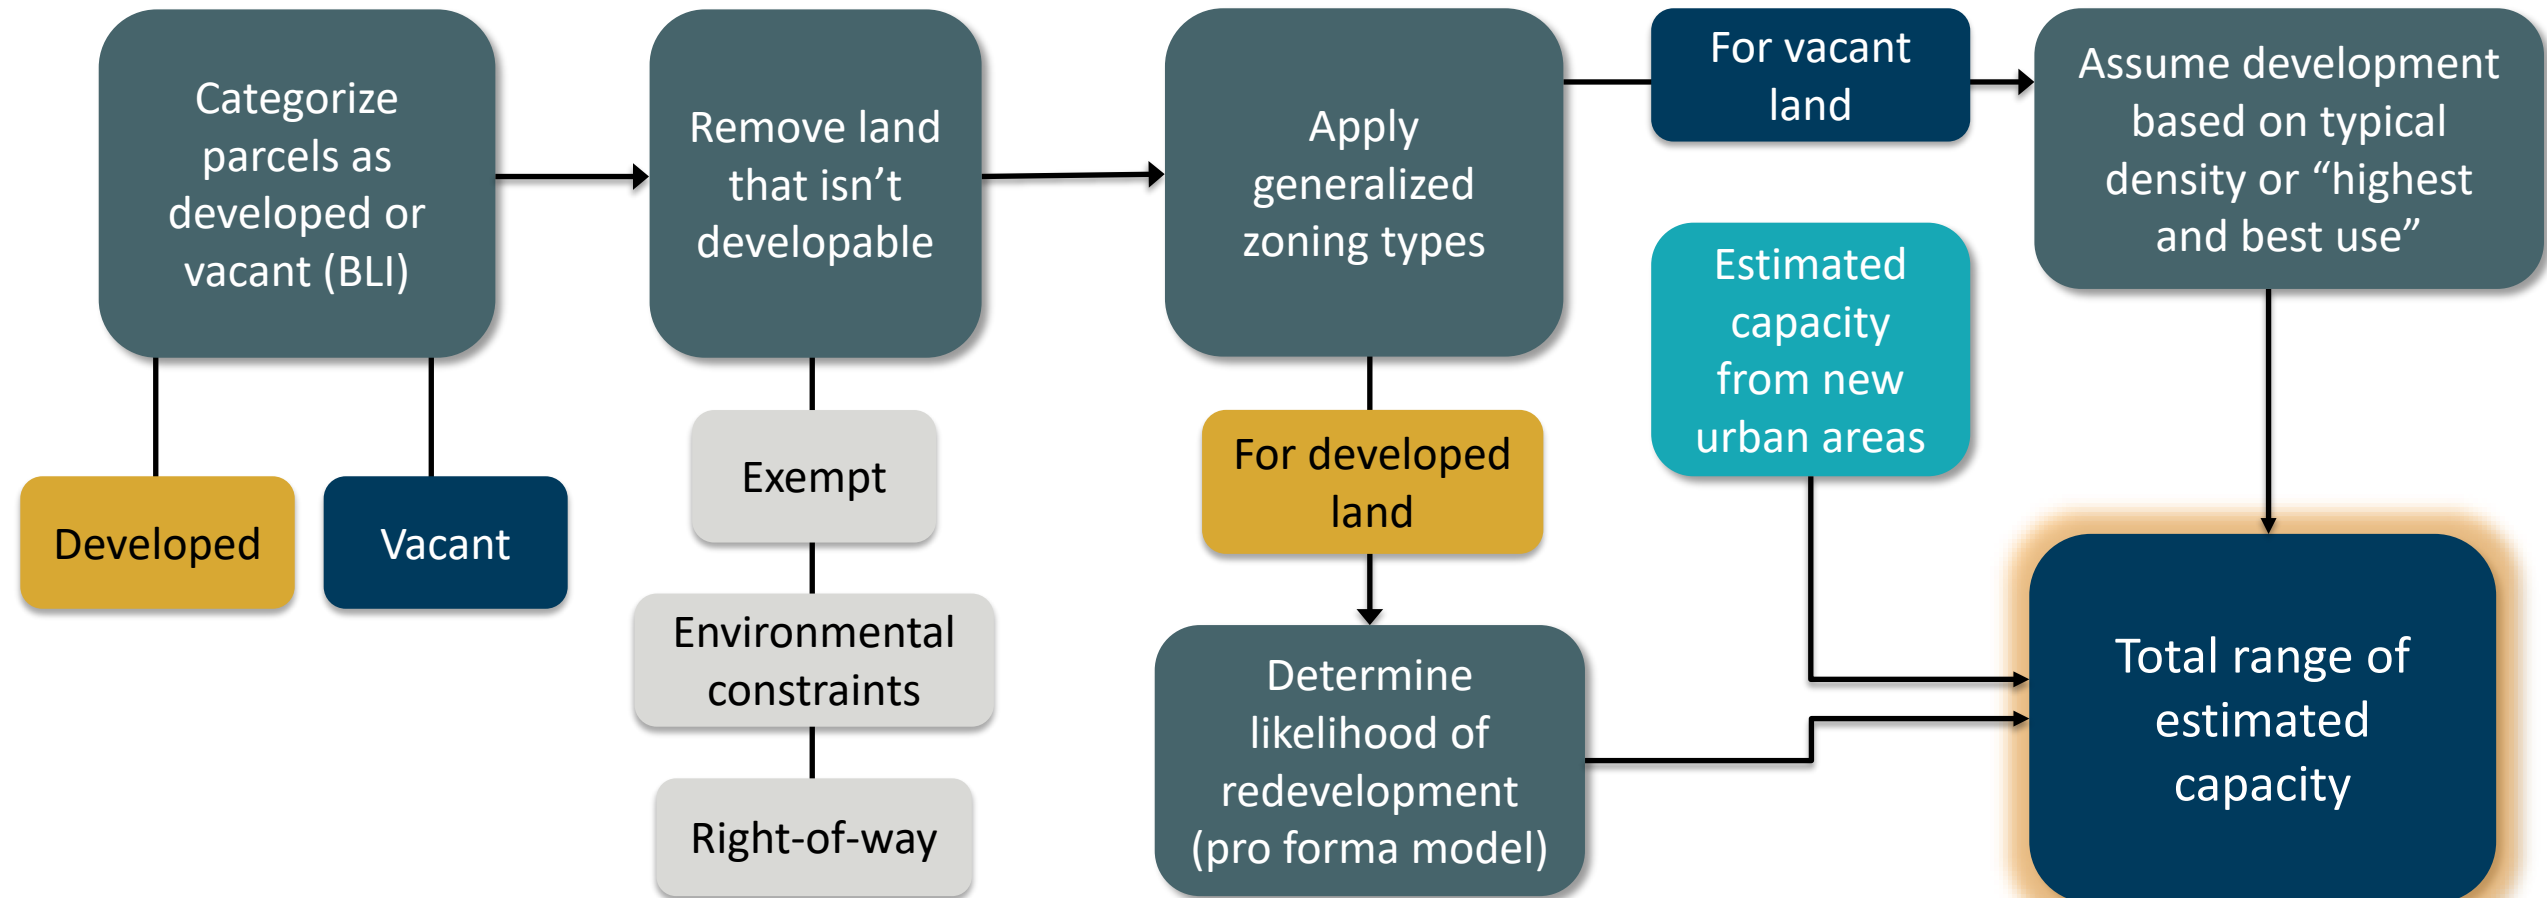 Categorize
parcels as
developed or
vacant (BLI)
Developed
Vacant
Remove land
that isn’t
developable
Exempt
Environmental
constraints
Right-of-way
Apply
generalized
zoning types
For developed
land
Determine
likelihood of
redevelopment
(pro forma model)
For vacant
land
Assume development
based on typical
density or “highest
and best use”
Estimated
capacity
from new
urban areas
Total range of
estimated
capacity